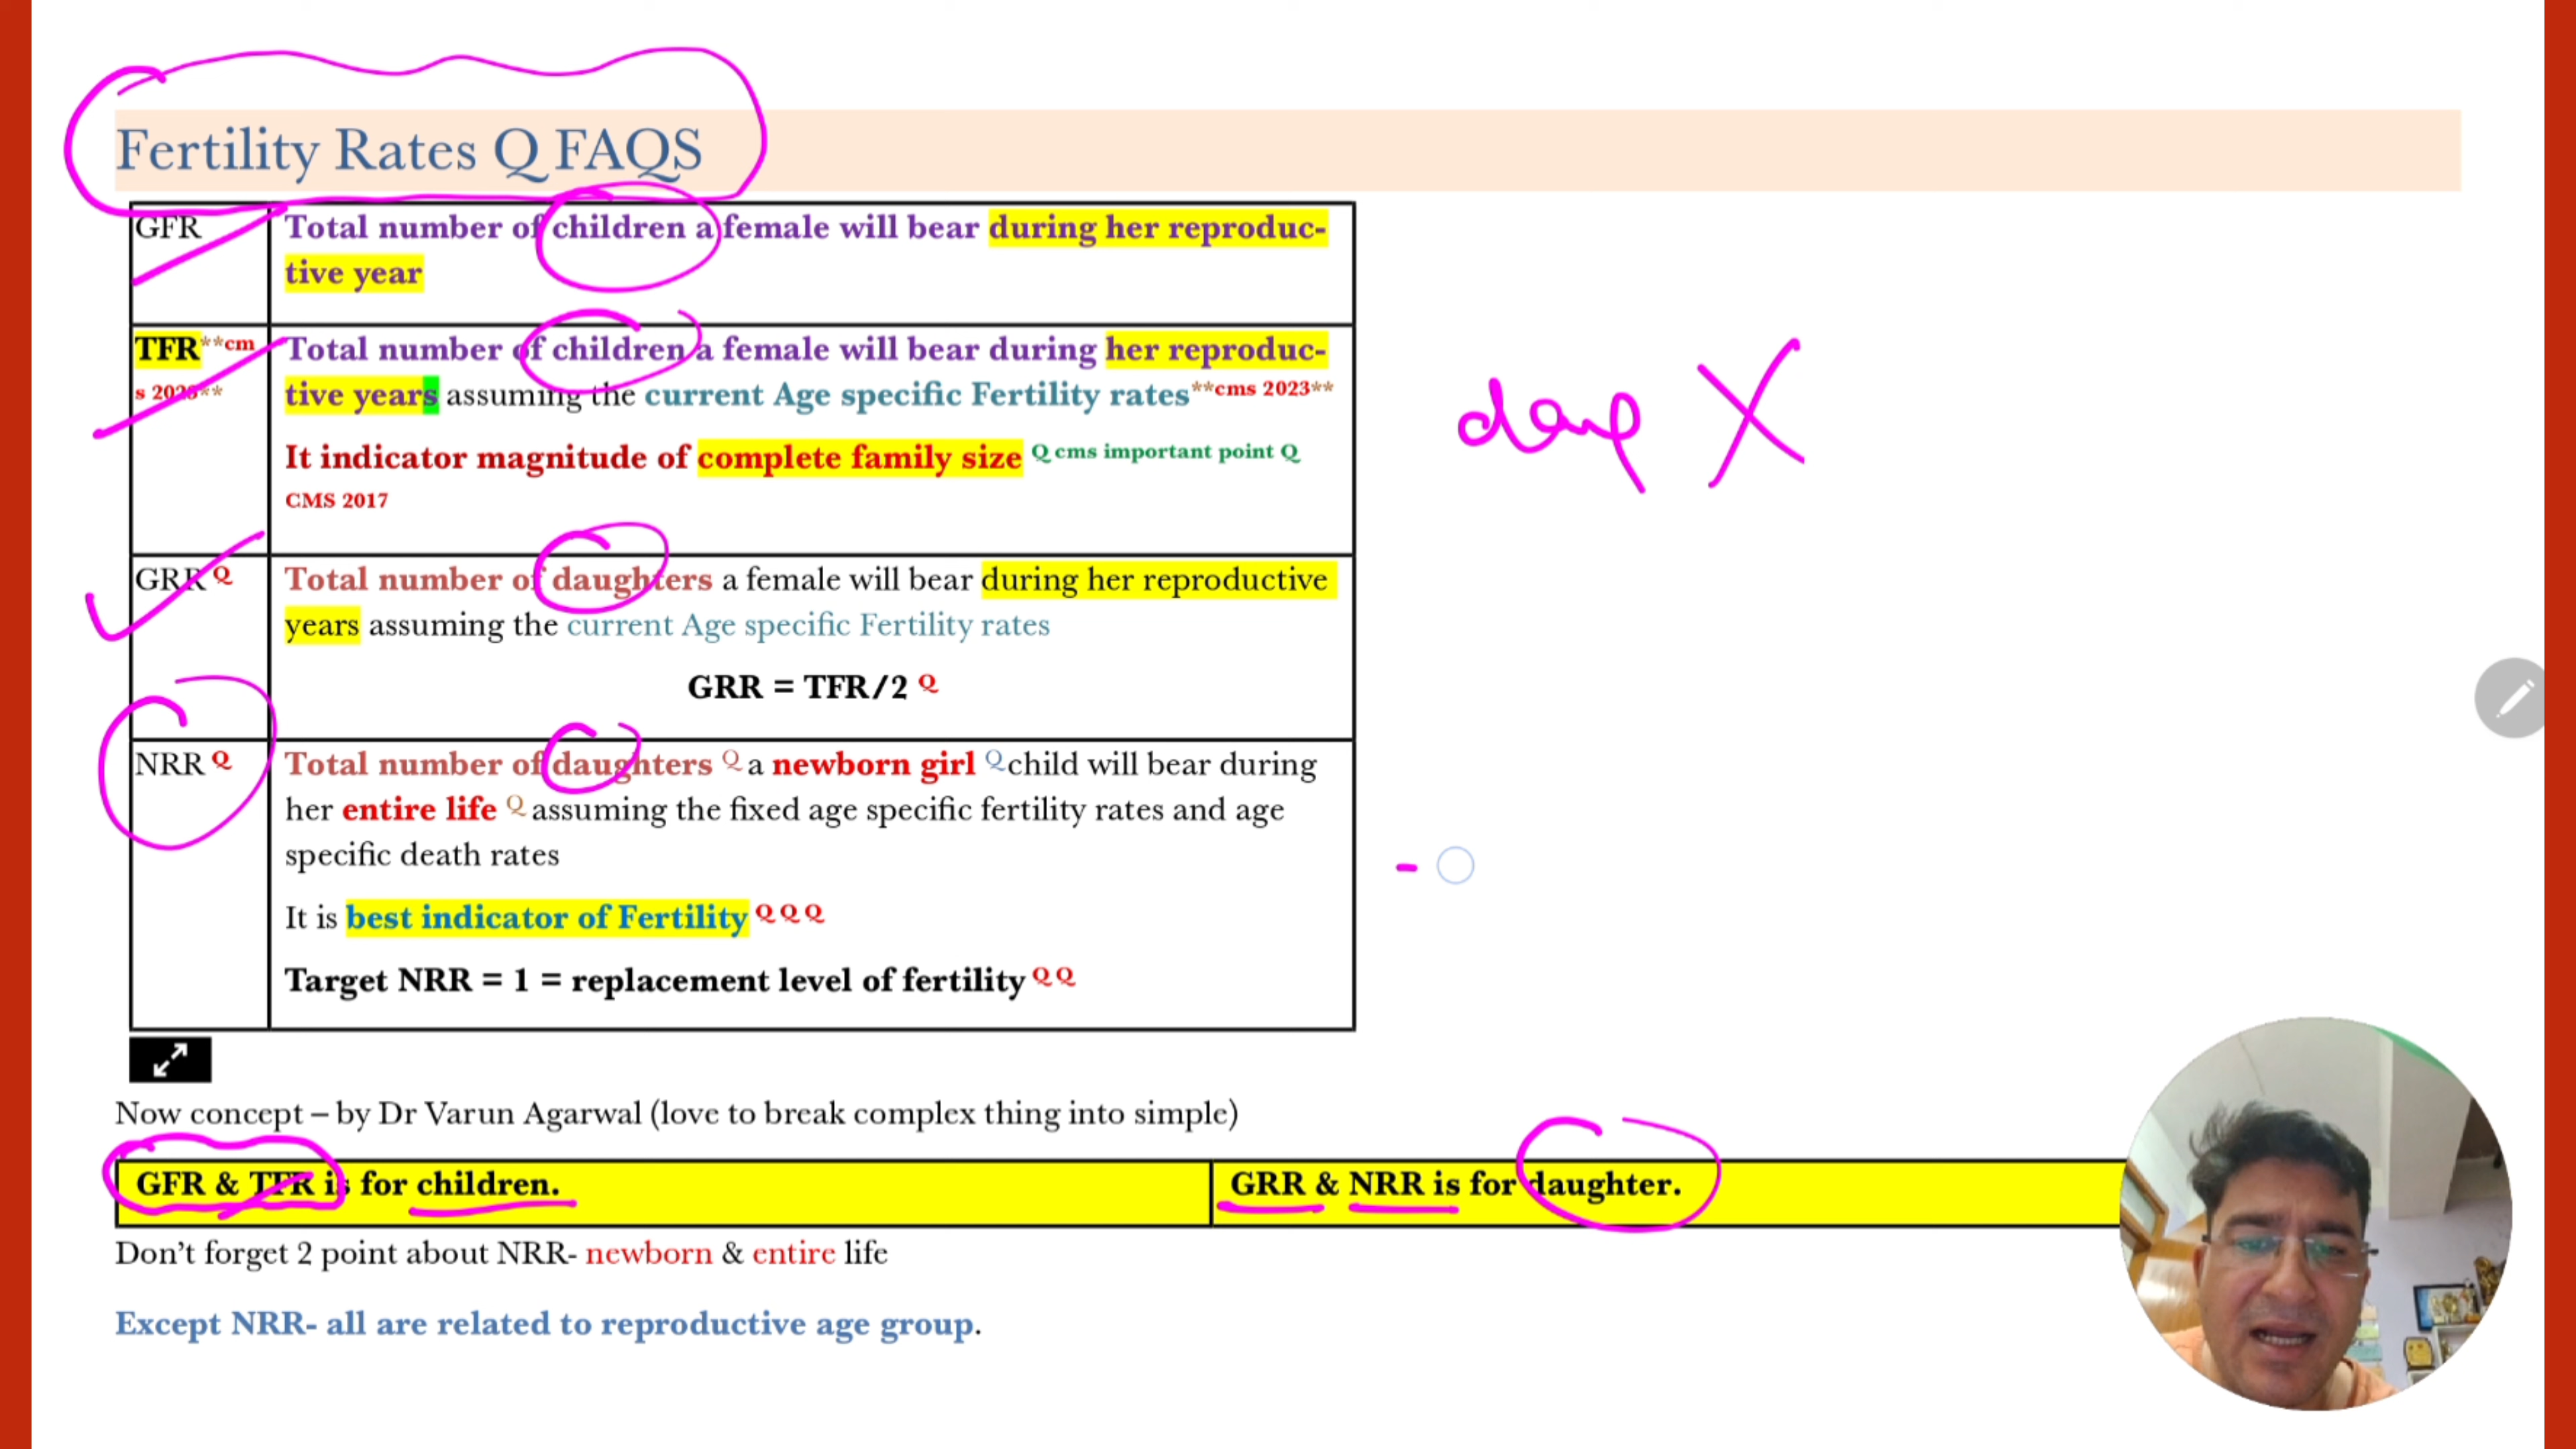 Fertility Rates Q FAQS
GFR
Total number of children a female will bear during her reproduc-
tive year
TFR**cm
s 2023**
Total number of children a female will bear during her reproduc-
tive years assuming the current Age specific Fertility rates**cms 2023**
It indicator magnitude of complete family size Q cms important point Q
CMS 2017
GRR Q
Total number of daughters a female will bear during her reproductive
years assuming the current Age specific Fertility rates
GRR = TFR/2 Q
NRR Q
Total number of daughters Q a newborn girl Q child will bear during
her entire life Q assuming the fixed age specific fertility rates and age
specific death rates
It is best indicator of Fertility Q Q Q
Target NRR = 1 = replacement level of fertility Q Q
Now concept – by Dr Varun Agarwal (love to break complex thing into simple)
GFR & TFR is for children.
GRR & NRR is for daughter.
Don't forget 2 point about NRR- newborn & entire life
Except NRR- all are related to reproductive age group.